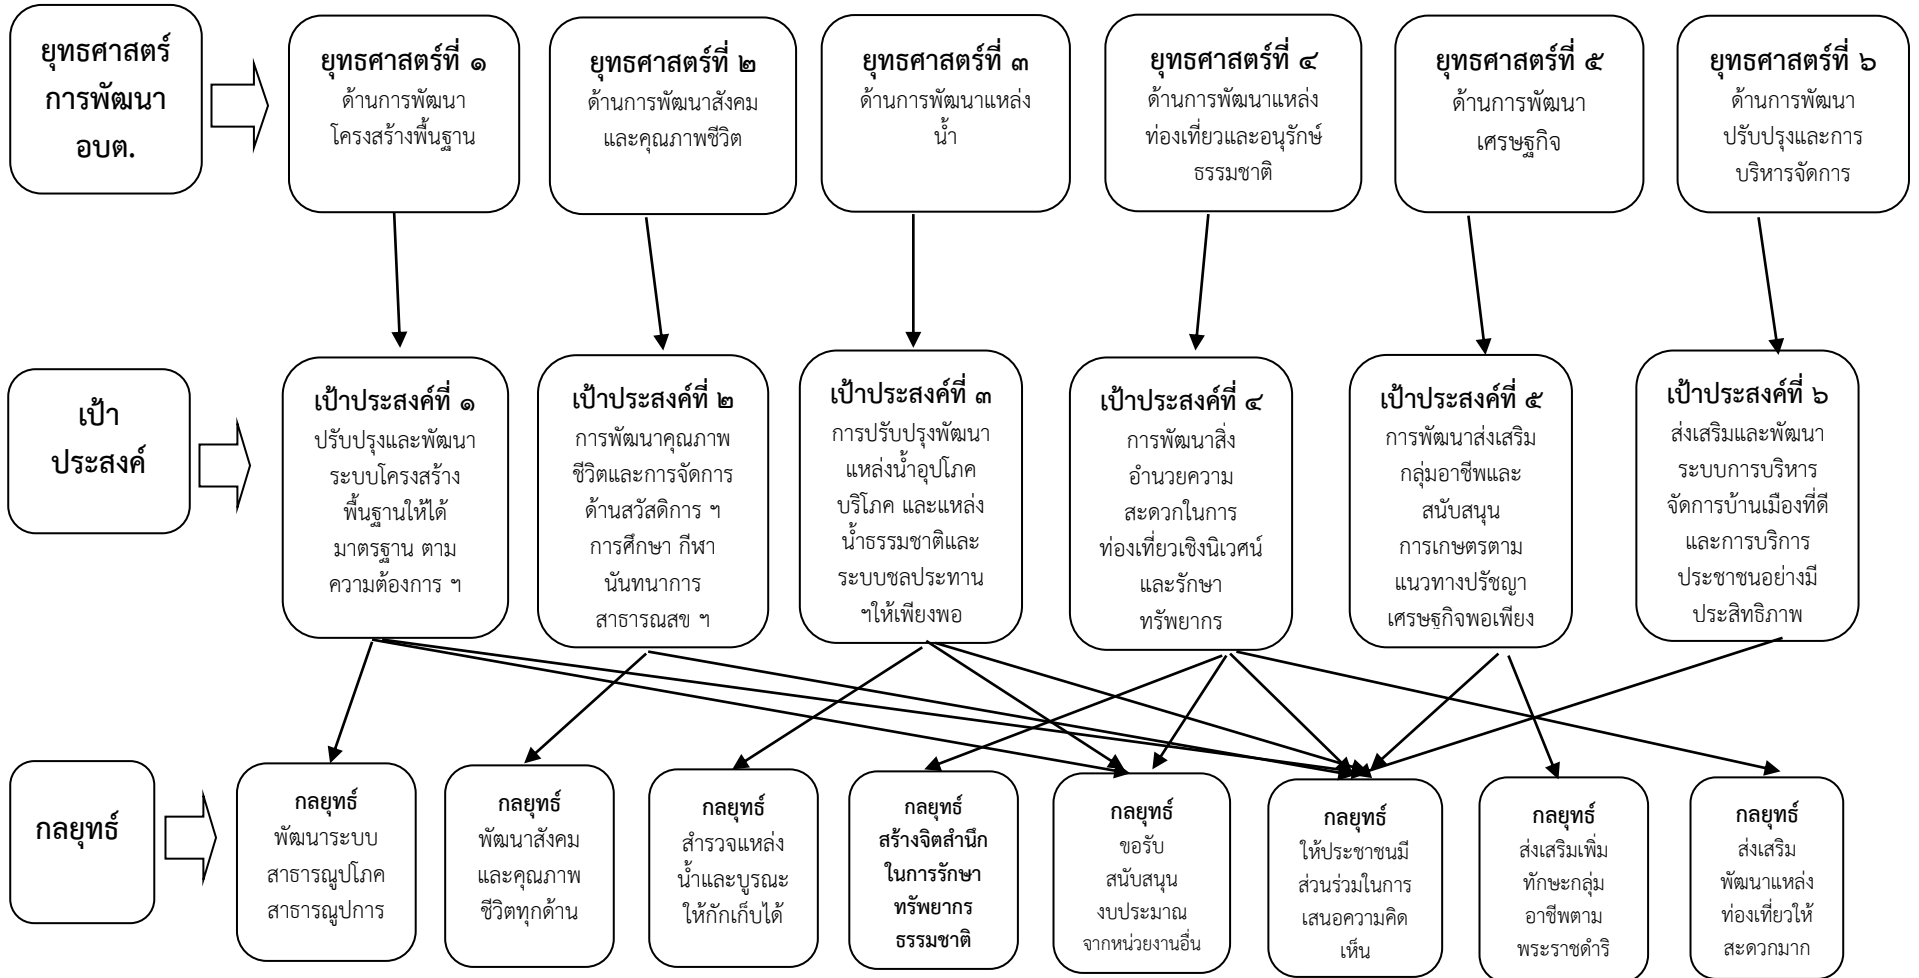 ยุทธศาสตร์
การพัฒนา
อบต.
ยุทธศาสตร์ที่ ๑
ด้านการพัฒนา
โครงสร้างพื้นฐาน
ยุทธศาสตร์ที่ ๒
ด้านการพัฒนาสังคม
และคุณภาพชีวิต
ยุทธศาสตร์ที่ ๓
ด้านการพัฒนาแหล่ง
น้ำ
ยุทธศาสตร์ที่ ๔
ด้านการพัฒนาแหล่ง
ท่องเที่ยวและอนุรักษ์
ธรรมชาติ
ยุทธศาสตร์ที่ ๕
ด้านการพัฒนา
เศรษฐกิจ
ยุทธศาสตร์ที่ ๖
ด้านการพัฒนา
ปรับปรุงและการ
บริหารจัดการ
เป้า
ประสงค์
เป้าประสงค์ที่ ๑
ปรับปรุงและพัฒนา
ระบบโครงสร้าง
พื้นฐานให้ได้
มาตรฐาน ตาม
ความต้องการ ฯ
เป้าประสงค์ที่ ๒
การพัฒนาคุณภาพ
ชีวิตและการจัดการ
ด้านสวัสดิการ ฯ
การศึกษา กีฬา
นันทนาการ
สาธารณสุข ฯ
เป้าประสงค์ที่ ๓
การปรับปรุงพัฒนา
แหล่งน้ำอุปโภค
บริโภค และแหล่ง
น้ำธรรมชาติและ
ระบบชลประทาน
ฯให้เพียงพอ
เป้าประสงค์ที่ ๔
การพัฒนาสิ่ง
อำนวยความ
สะดวกในการ
ท่องเที่ยวเชิงนิเวศน์
และรักษา
ทรัพยากร
เป้าประสงค์ที่ ๕
การพัฒนาส่งเสริม
กลุ่มอาชีพและ
สนับสนุน
การเกษตรตาม
แนวทางปรัชญา
เศรษฐกิจพอเพียง
เป้าประสงค์ที่ ๖
ส่งเสริมและพัฒนา
ระบบการบริหาร
จัดการบ้านเมืองที่ดี
และการบริการ
ประชาชนอย่างมี
ประสิทธิภาพ
กลยุทธ์
กลยุทธ์
พัฒนาระบบ
สาธารณูปโภค
สาธารณูปการ
กลยุทธ์
พัฒนาสังคม
และคุณภาพ
ชีวิตทุกด้าน
กลยุทธ์
สำรวจแหล่ง
น้ำและบูรณะ
ให้กักเก็บได้
กลยุทธ์
สร้างจิตสำนึก
ในการรักษา
ทรัพยากร
ธรรมชาติ
กลยุทธ์
ขอรับ
สนับสนุน
งบประมาณ
จากหน่วยงานอื่น
กลยุทธ์
ให้ประชาชนมี
ส่วนร่วมในการ
เสนอความคิด
เห็น
กลยุทธ์
ส่งเสริมเพิ่ม
ทักษะกลุ่ม
อาชีพตาม
พระราชดำริ
กลยุทธ์
ส่งเสริม
พัฒนาแหล่ง
ท่องเที่ยวให้
สะดวกมาก